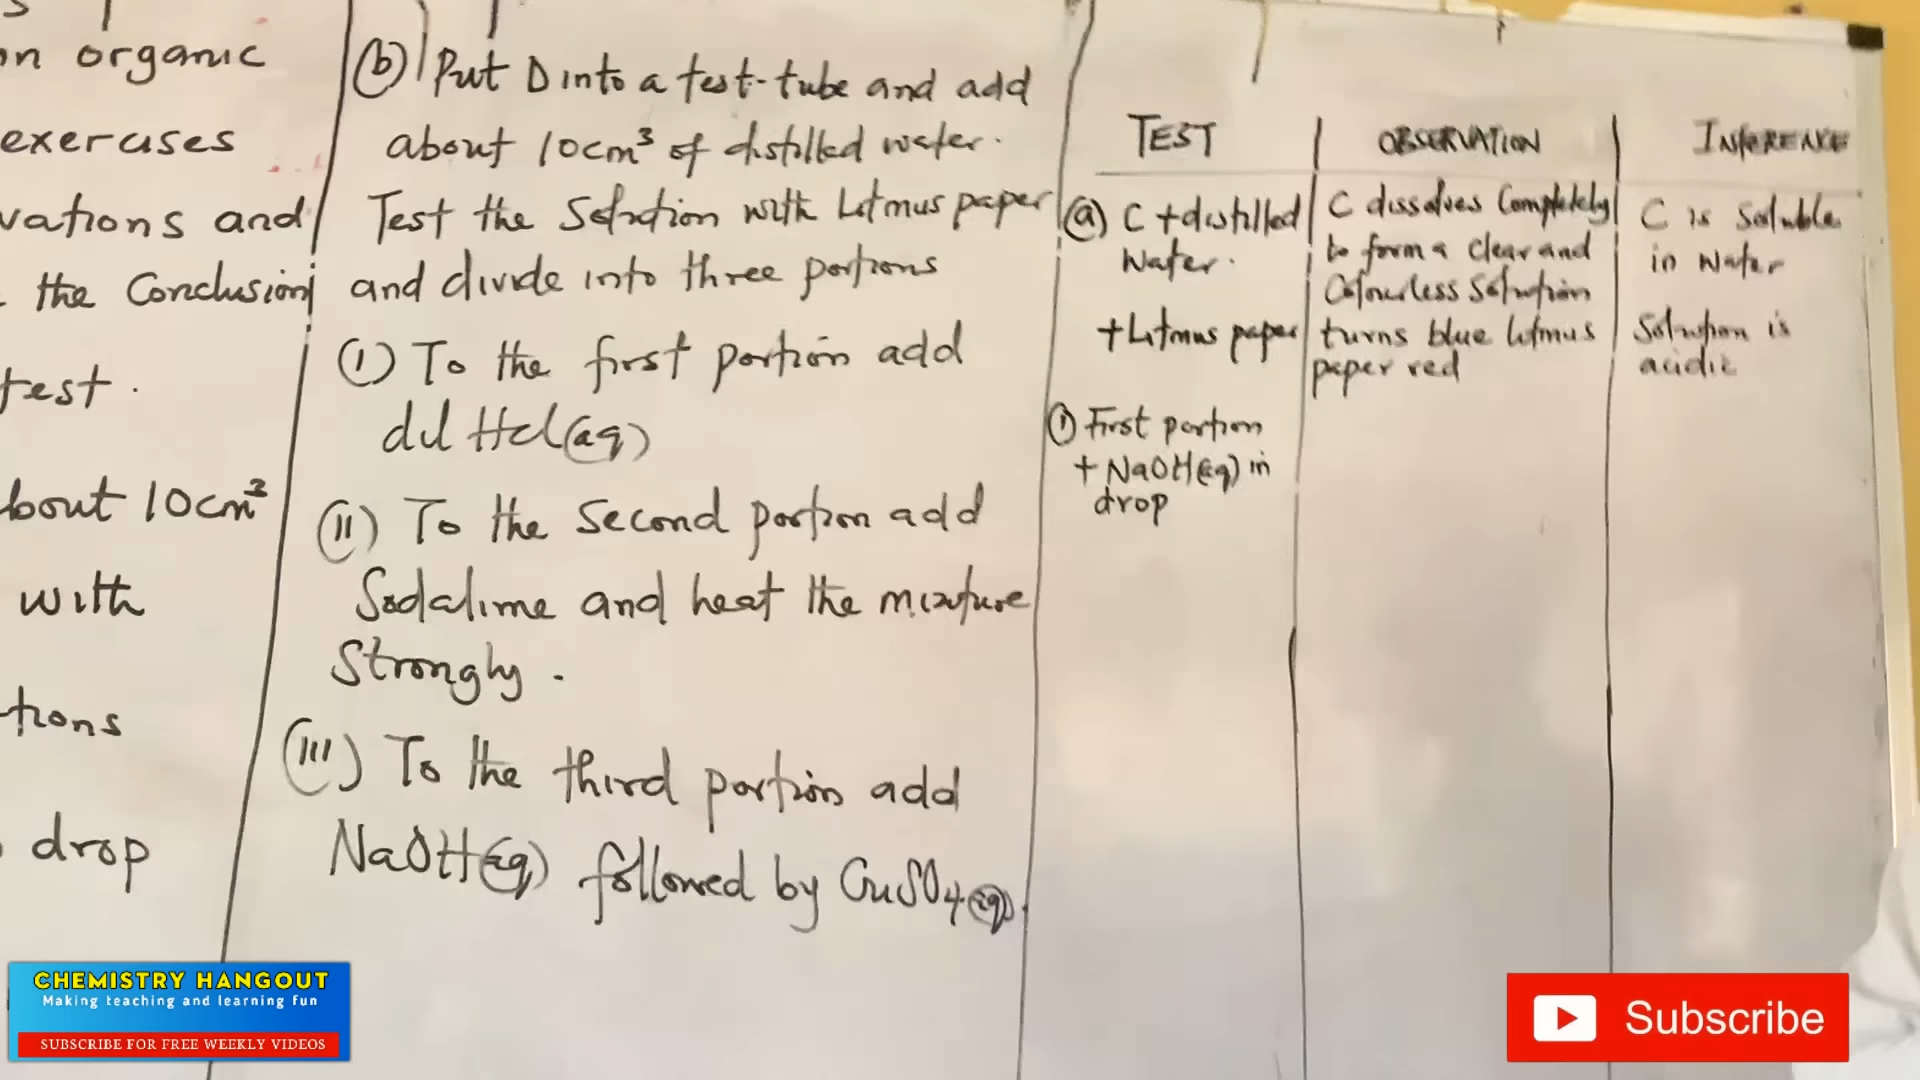 on organic
exercises
vations and
the Conclusion
test.
bout 10cm³
with
tions
drop
(b) Put D into a test-tube and add
about 10cm³ of distilled water.
Test the Solution with Litmus paper
and divide into three portions
(I) To the first portion add
dil HCl(aq)
(II) To the Second portion add
Sodalime and heat the mixture
Strongly.
(III) To the third portion add
NaOH(aq) followed by CuSO4(aq).
TEST
OBSERVATION
INFERENCE
(a) C + distilled
Water.
+ Litmus paper
(I) First portion
+ NaOH(aq) in
drop
C dissolves Completely
to form a clear and
Colourless Solution
turns blue litmus
paper red
C is Soluble
in water
Solution is
acidic
CHEMISTRY HANGOUT
Making teaching and learning fun
SUBSCRIBE FOR FREE WEEKLY VIDEOS
Subscribe